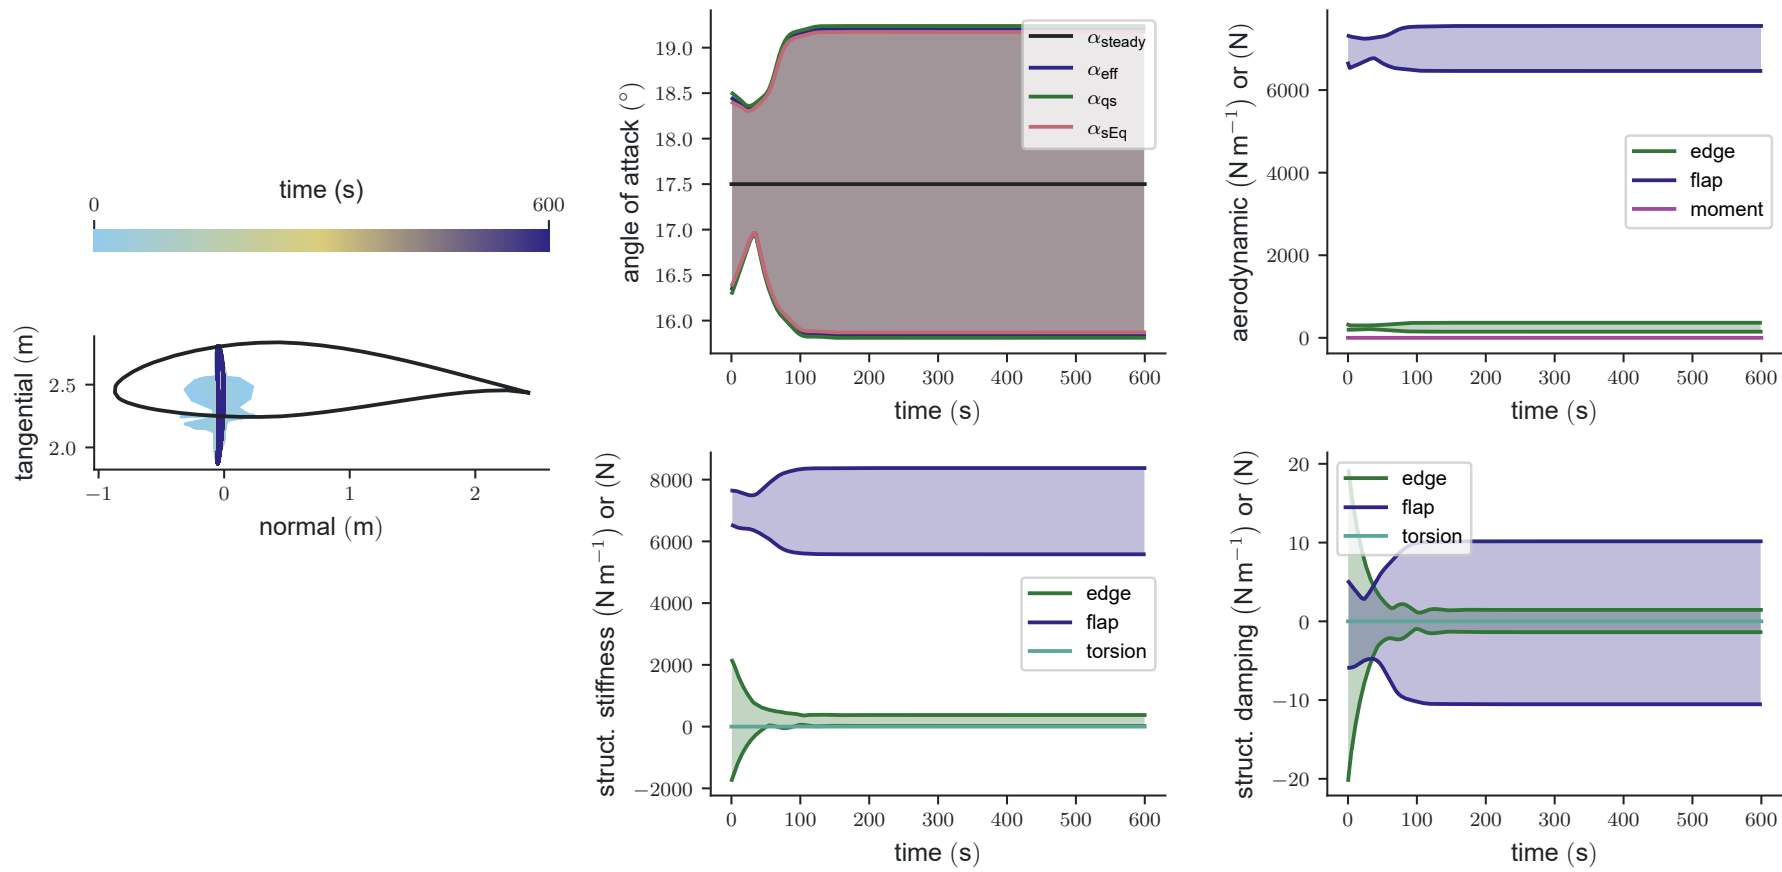 time (s)
0 600
tangential (m)
2.5
2.0
−1 0 1 2
normal (m)
angle of attack (°)
19.0
18.5
18.0
17.5
17.0
16.5
16.0
α_steady
α_eff
α_qs
α_sEq
0 100 200 300 400 500 600
time (s)
aerodynamic (N m⁻¹) or (N)
6000
4000
2000
0
edge
flap
moment
0 100 200 300 400 500 600
time (s)
struct. stiffness (N m⁻¹) or (N)
8000
6000
4000
2000
0
−2000
edge
flap
torsion
0 100 200 300 400 500 600
time (s)
struct. damping (N m⁻¹) or (N)
20
10
0
−10
−20
edge
flap
torsion
0 100 200 300 400 500 600
time (s)